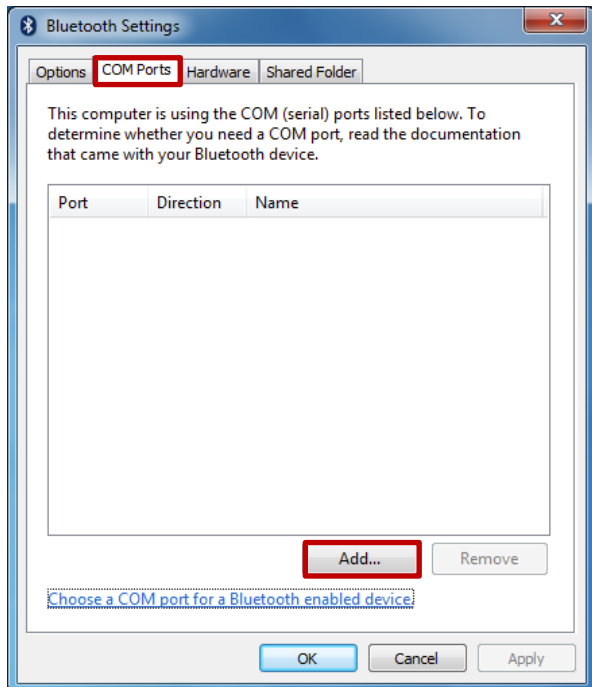 Bluetooth Settings
Options COM Ports Hardware Shared Folder
This computer is using the COM (serial) ports listed below. To
determine whether you need a COM port, read the documentation
that came with your Bluetooth device.
Port Direction Name
Add... Remove
Choose a COM port for a Bluetooth enabled device.
OK Cancel Apply